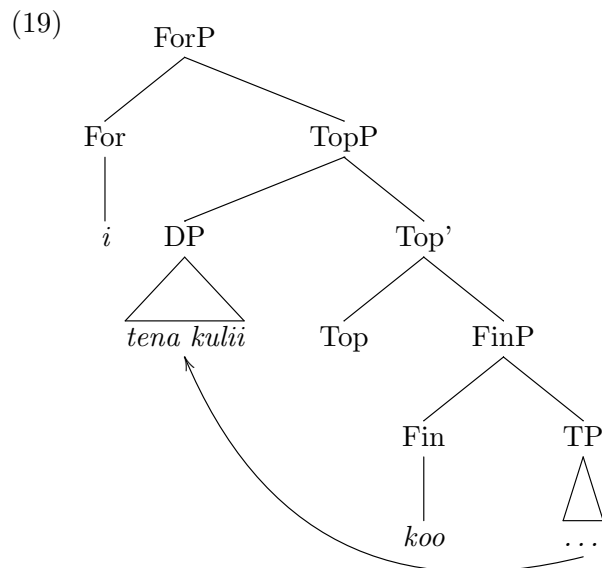 (19)
ForP
For TopP
i DP Top'
tena kulii Top FinP
Fin TP
koo ...